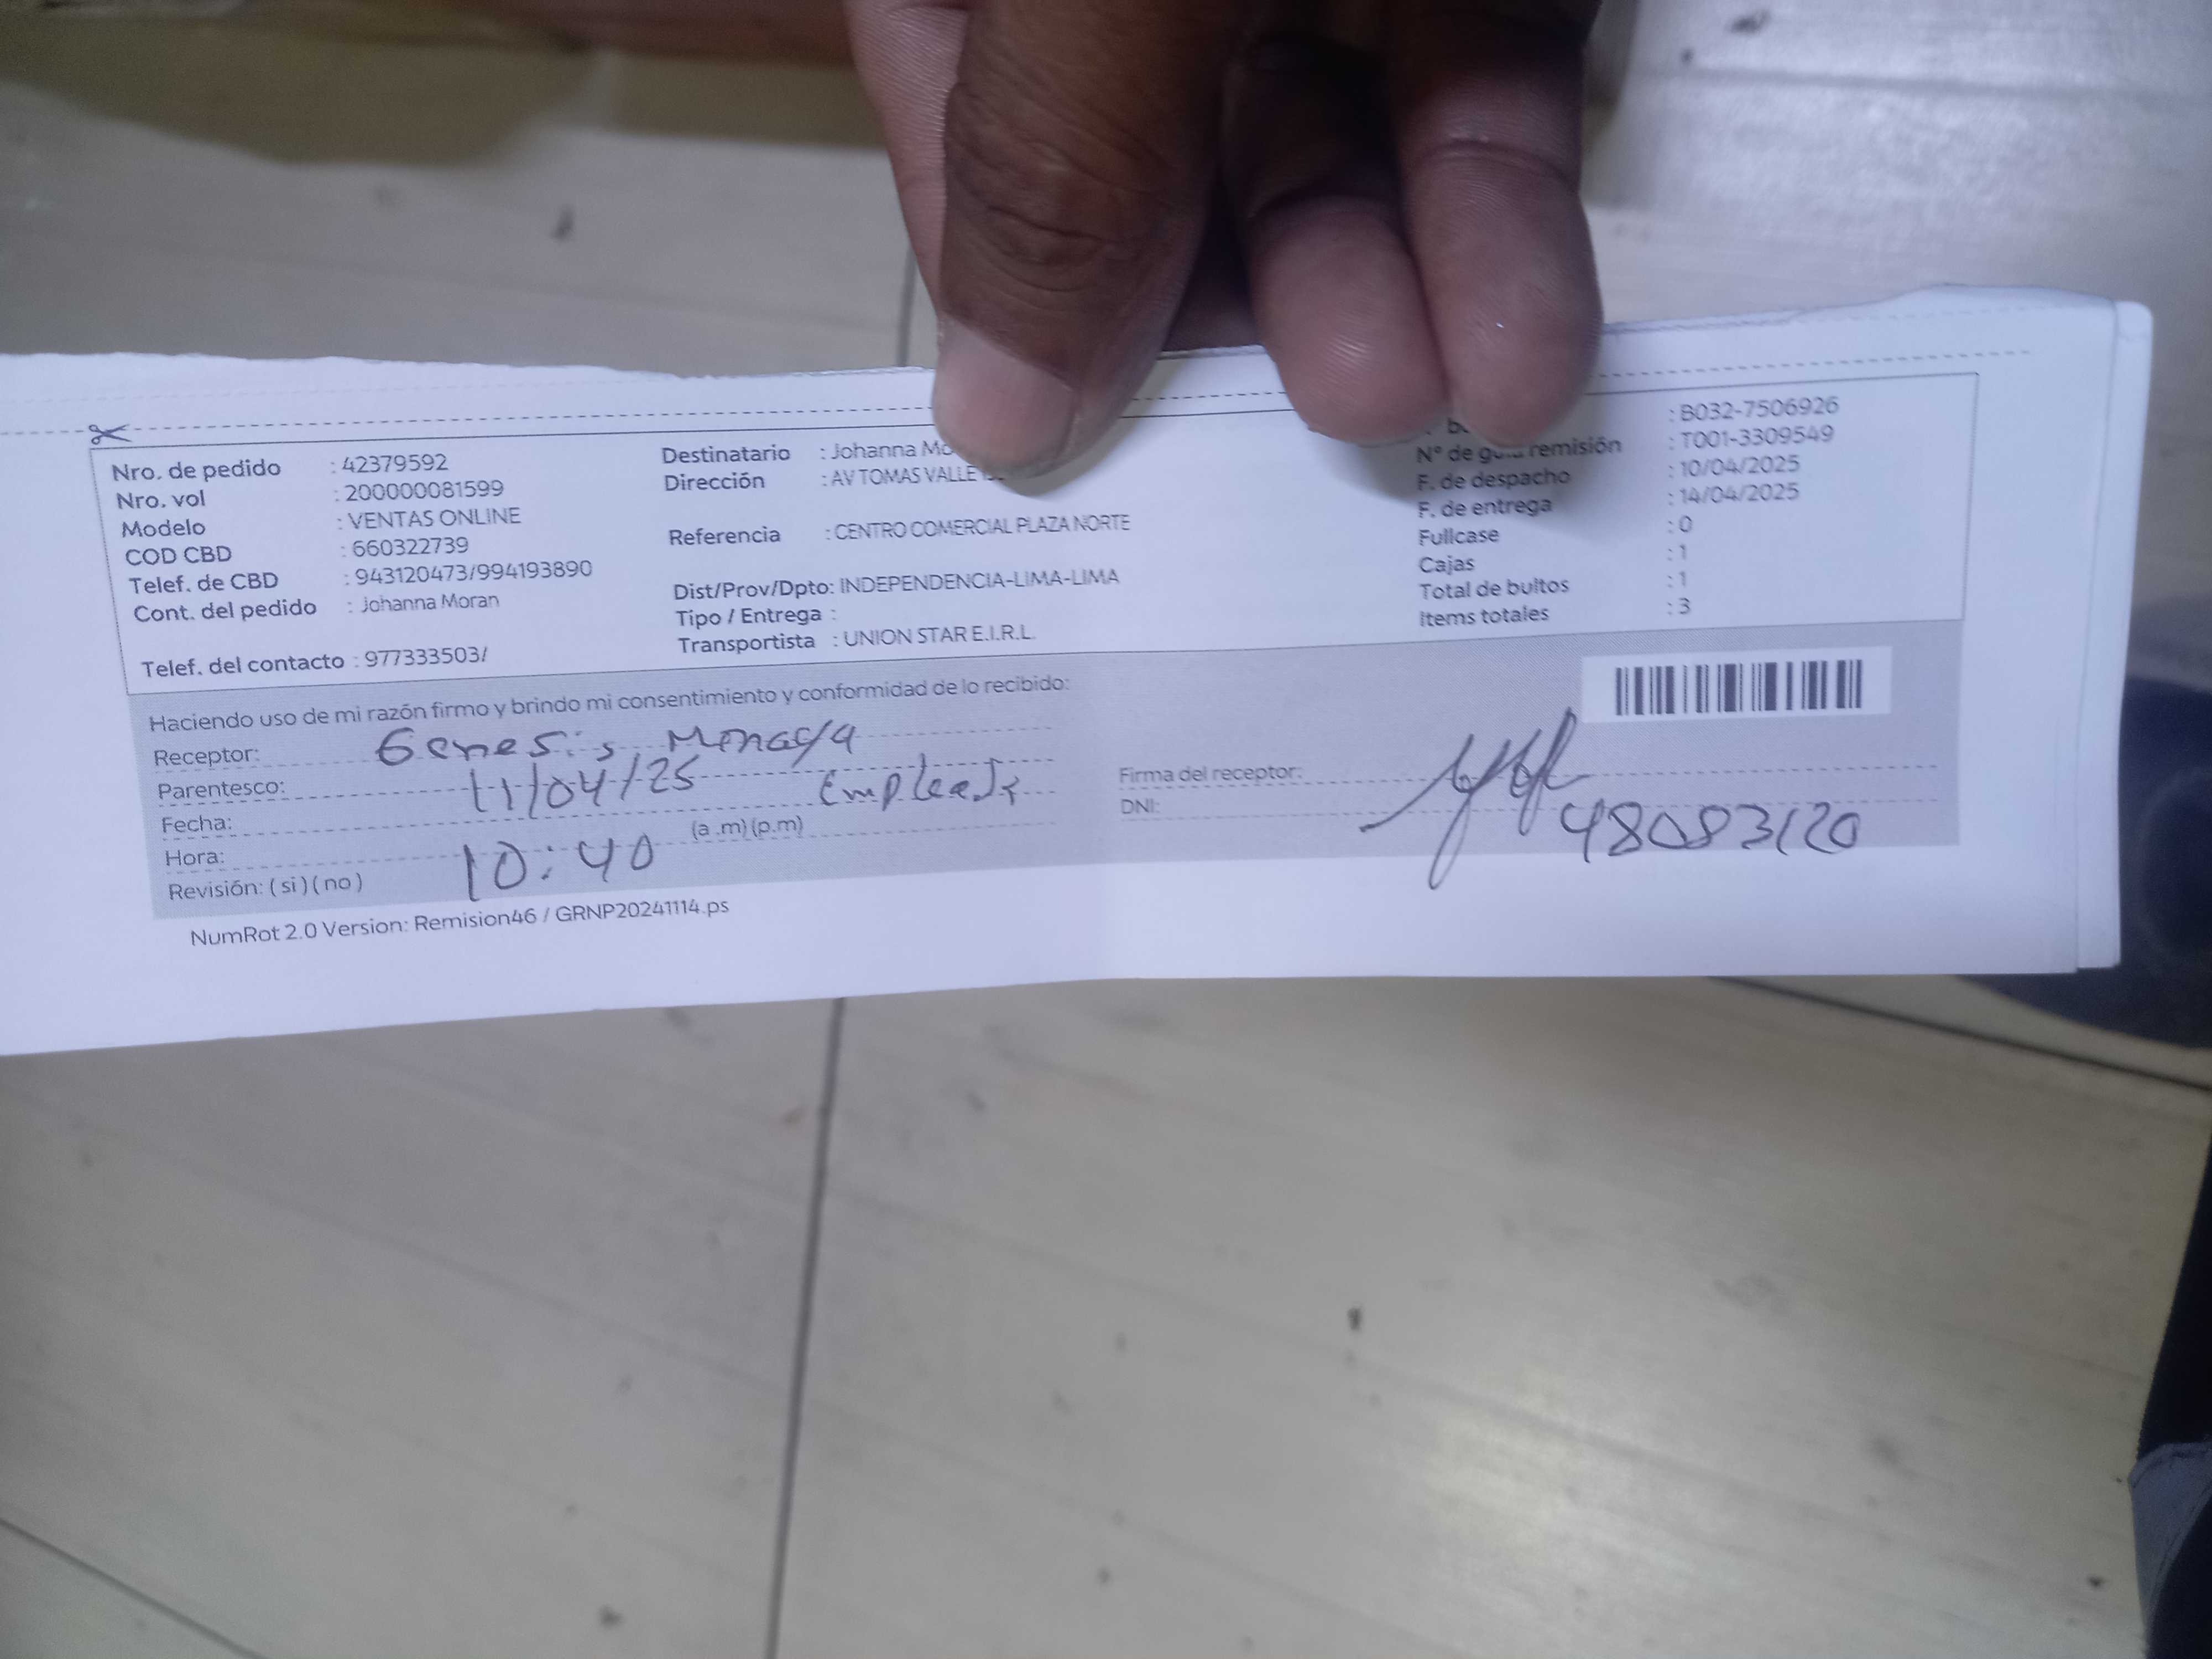 Nro. de pedido : 42379592
Nro. vol : 200000081599
Modelo : VENTAS ONLINE
COD CBD : 660322739
Telef. de CBD : 943120473/994193890
Cont. del pedido : Johanna Moran
Telef. del contacto : 977333503/
Destinatario : Johanna
Dirección : AV TOMAS VALLE
Referencia : CENTRO COMERCIAL PLAZA NORTE
Dist/Prov/Dpto: INDEPENDENCIA-LIMA-LIMA
Tipo / Entrega :
Transportista : UNION STAR E.I.R.L.
: B032-7506926
N° de guía remisión : T001-3309549
F. de despacho : 10/04/2025
F. de entrega : 14/04/2025
Fullcase : 0
Cajas : 1
Total de bultos : 1
Items totales : 3
Haciendo uso de mi razón firmo y brindo mi consentimiento y conformidad de lo recibido:
Receptor: Genesis
Parentesco:
11/04/25 Empleada
Fecha:
Hora: 10:40 (a .m) (p.m)
Revisión: ( si ) ( no )
Firma del receptor:
DNI: 48083120
NumRot 2.0 Version: Remision46 / GRNP20241114.ps